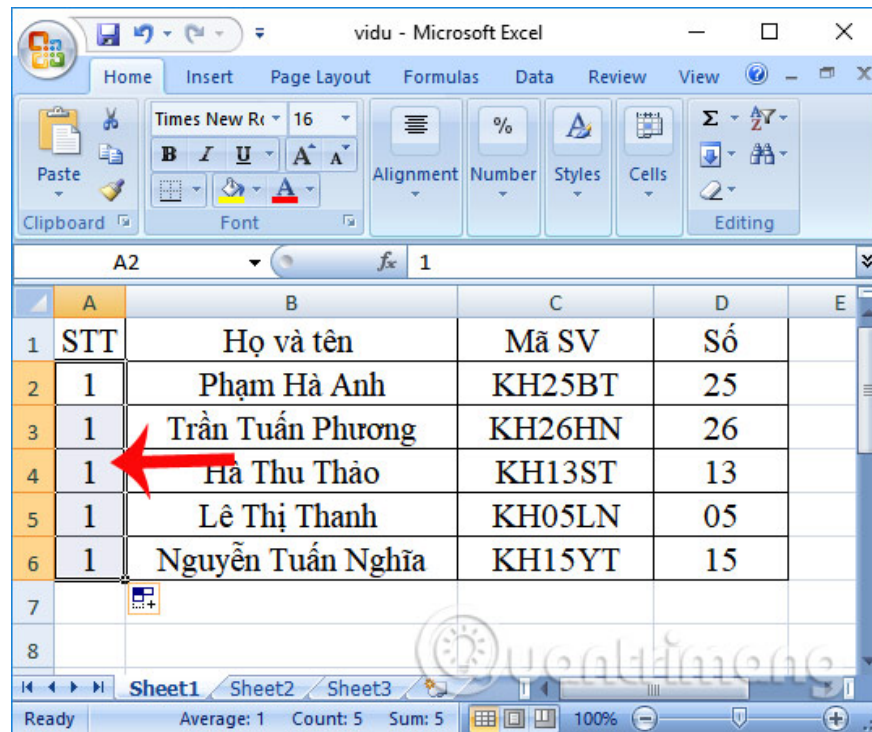 vidu - Microsoft Excel
Home Insert Page Layout Formulas Data Review View
Times New Ro 16
B I U A A
Paste Alignment Number Styles Cells
Clipboard Font Editing
A2 fx 1
A B C D E
1 STT Họ và tên Mã SV Số
2 1 Phạm Hà Anh KH25BT 25
3 1 Trần Tuấn Phương KH26HN 26
4 1 Hà Thu Thảo KH13ST 13
5 1 Lê Thị Thanh KH05LN 05
6 1 Nguyễn Tuấn Nghĩa KH15YT 15
7
8
Quantrimang
Sheet1 Sheet2 Sheet3
Ready Average: 1 Count: 5 Sum: 5 100%